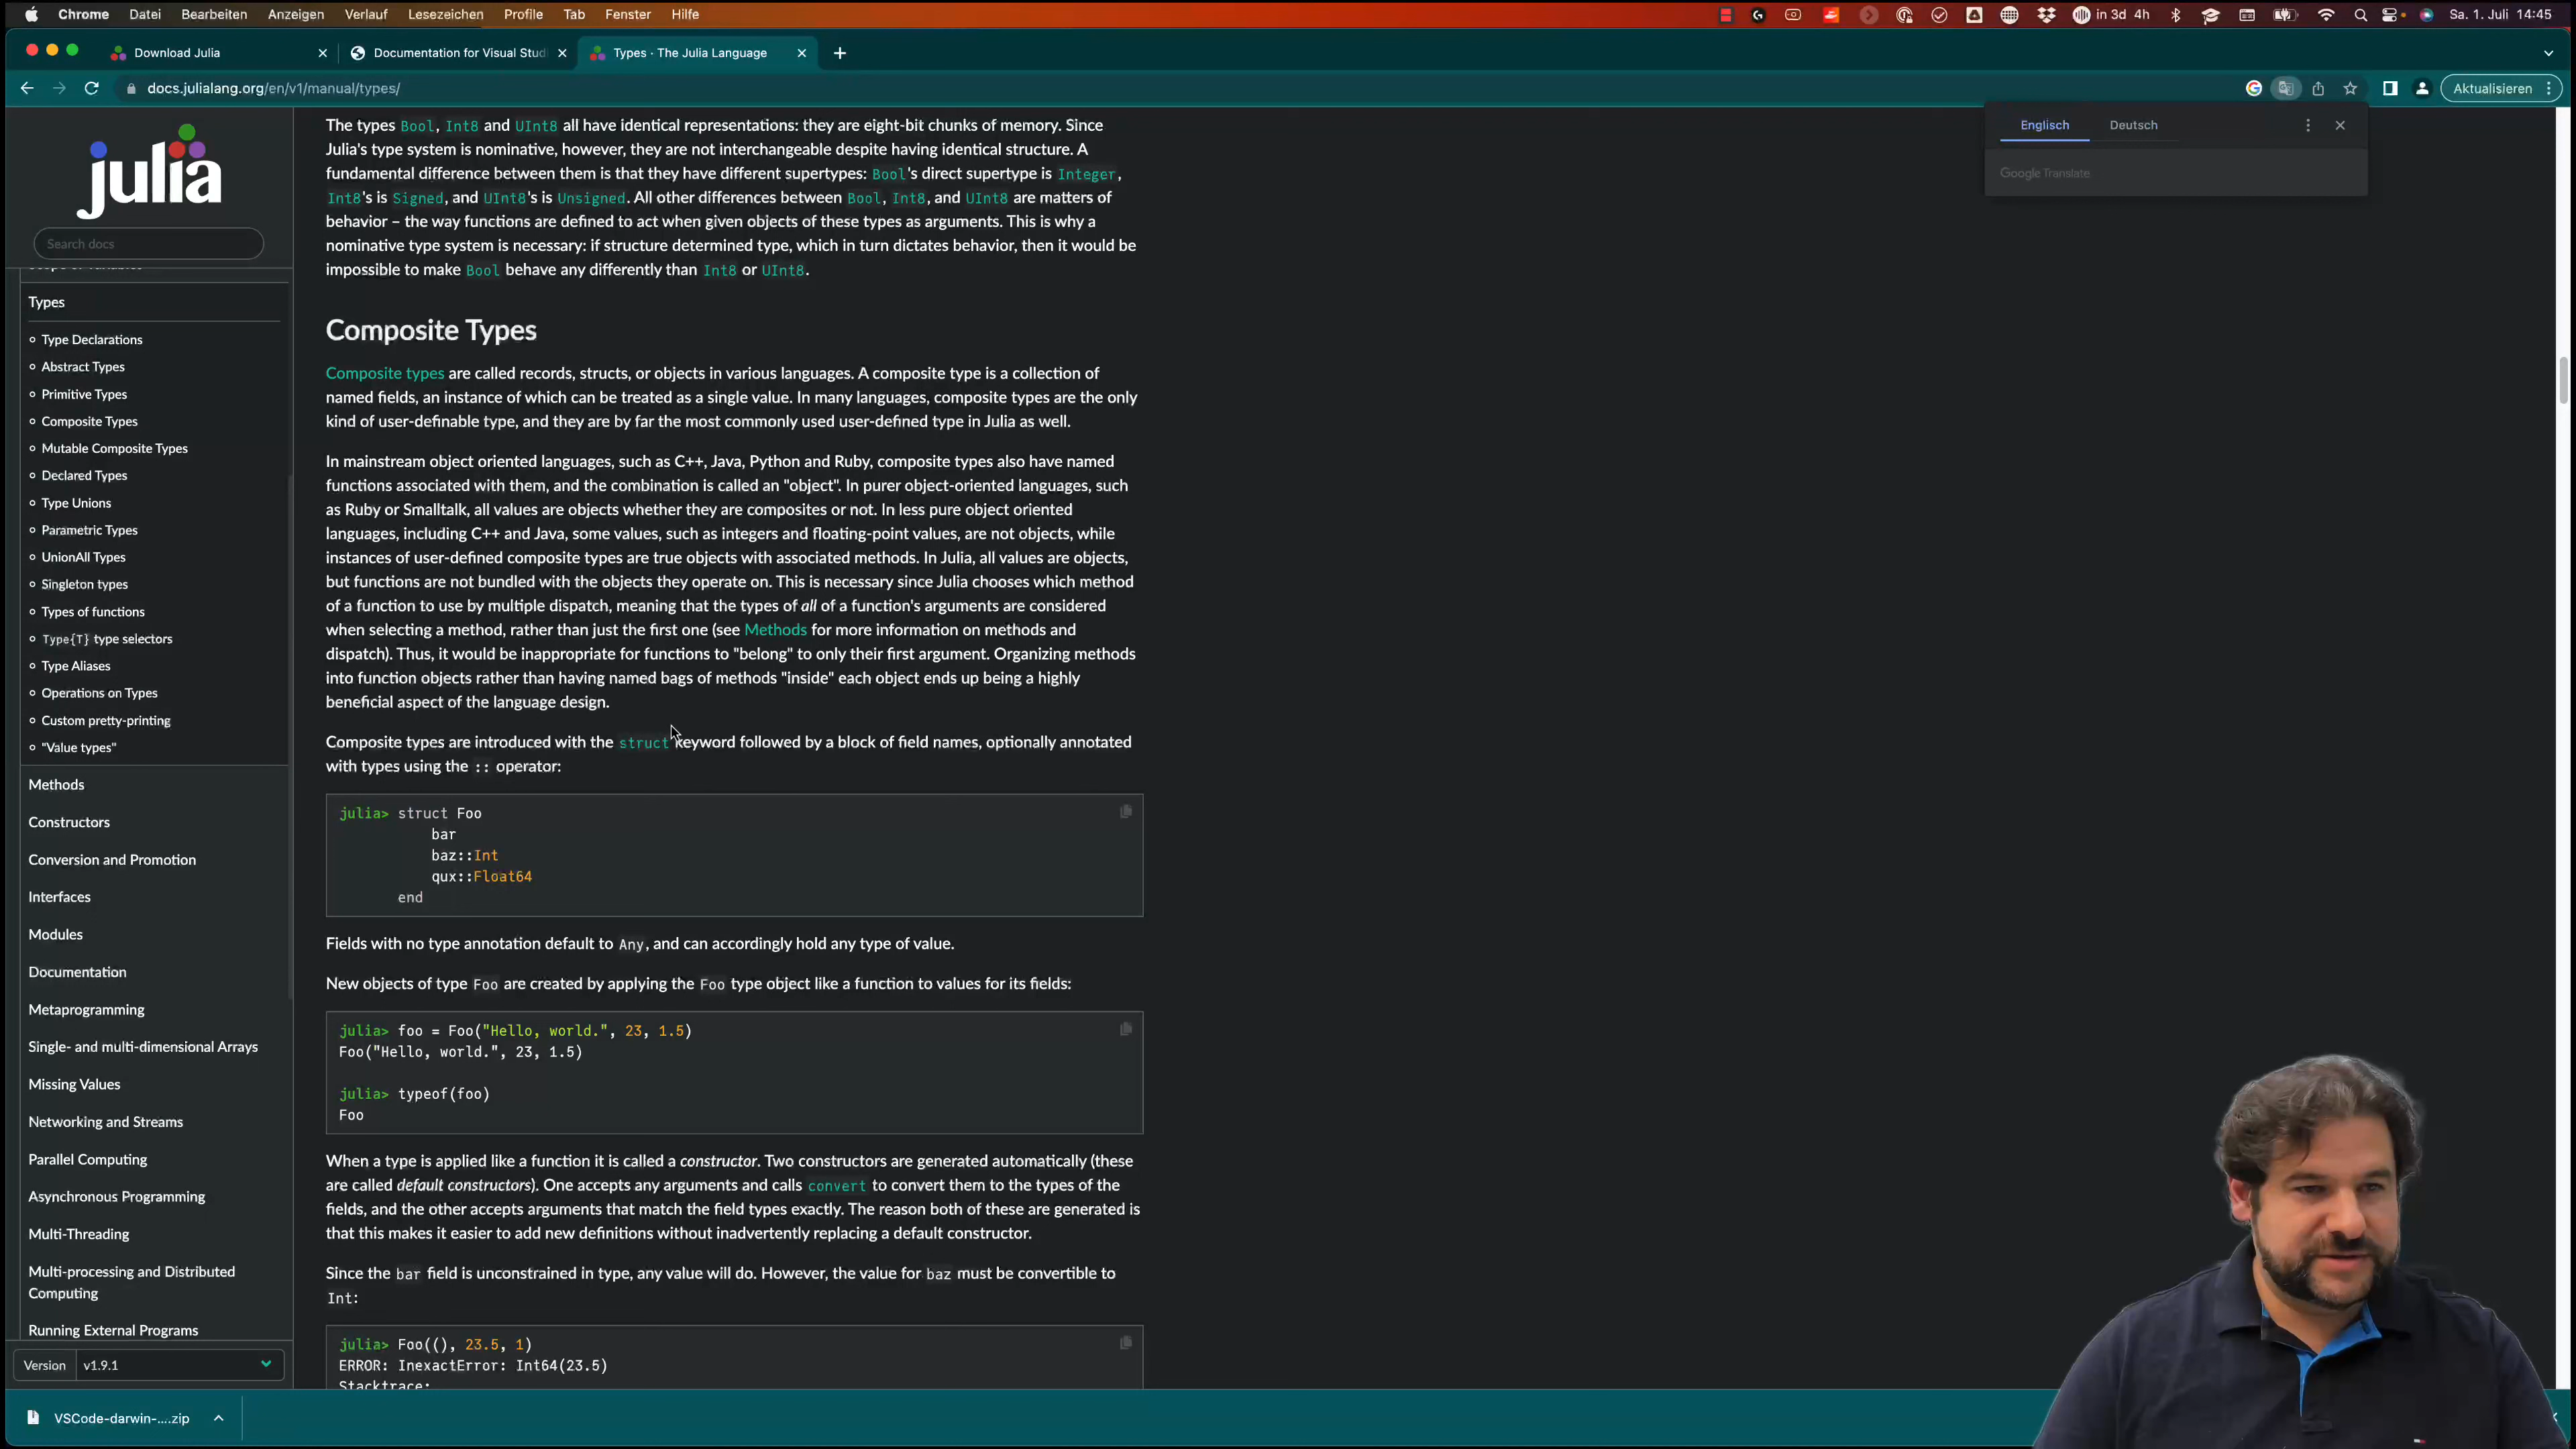 Chrome Datei Bearbeiten Anzeigen Verlauf Lesezeichen Profile Tab Fenster Hilfe
in 3d 4h
Sa. 1. Juli 14:45
Download Julia
Documentation for Visual Stud
Types · The Julia Language
docs.julialang.org/en/v1/manual/types/
Aktualisieren
Englisch Deutsch
Google Translate
julia
Search docs
Types
Type Declarations
Abstract Types
Primitive Types
Composite Types
Mutable Composite Types
Declared Types
Type Unions
Parametric Types
UnionAll Types
Singleton types
Types of functions
Type{T} type selectors
Type Aliases
Operations on Types
Custom pretty-printing
"Value types"
Methods
Constructors
Conversion and Promotion
Interfaces
Modules
Documentation
Metaprogramming
Single- and multi-dimensional Arrays
Missing Values
Networking and Streams
Parallel Computing
Asynchronous Programming
Multi-Threading
Multi-processing and Distributed
Computing
Running External Programs
Version v1.9.1
The types Bool, Int8 and UInt8 all have identical representations: they are eight-bit chunks of memory. Since
Julia's type system is nominative, however, they are not interchangeable despite having identical structure. A
fundamental difference between them is that they have different supertypes: Bool's direct supertype is Integer,
Int8's is Signed, and UInt8's is Unsigned. All other differences between Bool, Int8, and UInt8 are matters of
behavior – the way functions are defined to act when given objects of these types as arguments. This is why a
nominative type system is necessary: if structure determined type, which in turn dictates behavior, then it would be
impossible to make Bool behave any differently than Int8 or UInt8.
Composite Types
Composite types are called records, structs, or objects in various languages. A composite type is a collection of
named fields, an instance of which can be treated as a single value. In many languages, composite types are the only
kind of user-definable type, and they are by far the most commonly used user-defined type in Julia as well.
In mainstream object oriented languages, such as C++, Java, Python and Ruby, composite types also have named
functions associated with them, and the combination is called an "object". In purer object-oriented languages, such
as Ruby or Smalltalk, all values are objects whether they are composites or not. In less pure object oriented
languages, including C++ and Java, some values, such as integers and floating-point values, are not objects, while
instances of user-defined composite types are true objects with associated methods. In Julia, all values are objects,
but functions are not bundled with the objects they operate on. This is necessary since Julia chooses which method
of a function to use by multiple dispatch, meaning that the types of all of a function's arguments are considered
when selecting a method, rather than just the first one (see Methods for more information on methods and
dispatch). Thus, it would be inappropriate for functions to "belong" to only their first argument. Organizing methods
into function objects rather than having named bags of methods "inside" each object ends up being a highly
beneficial aspect of the language design.
Composite types are introduced with the struct keyword followed by a block of field names, optionally annotated
with types using the :: operator:
julia> struct Foo
bar
baz::Int
qux::Float64
end
Fields with no type annotation default to Any, and can accordingly hold any type of value.
New objects of type Foo are created by applying the Foo type object like a function to values for its fields:
julia> foo = Foo("Hello, world.", 23, 1.5)
Foo("Hello, world.", 23, 1.5)
julia> typeof(foo)
Foo
When a type is applied like a function it is called a constructor. Two constructors are generated automatically (these
are called default constructors). One accepts any arguments and calls convert to convert them to the types of the
fields, and the other accepts arguments that match the field types exactly. The reason both of these are generated is
that this makes it easier to add new definitions without inadvertently replacing a default constructor.
Since the bar field is unconstrained in type, any value will do. However, the value for baz must be convertible to
Int:
julia> Foo((), 23.5, 1)
ERROR: InexactError: Int64(23.5)
Stacktrace:
VSCode-darwin-....zip